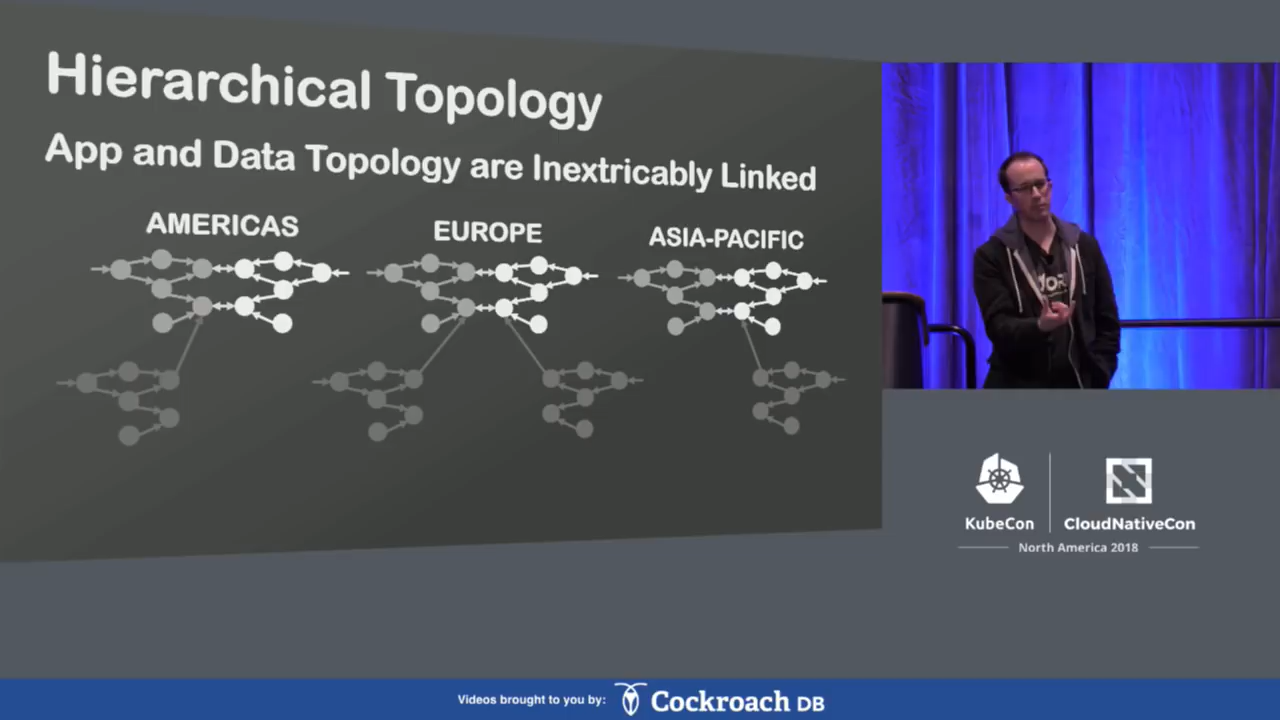 Hierarchical Topology
App and Data Topology are Inextricably Linked
AMERICAS
EUROPE
ASIA-PACIFIC
KubeCon
CloudNativeCon
North America 2018
Videos brought to you by:
Cockroach DB